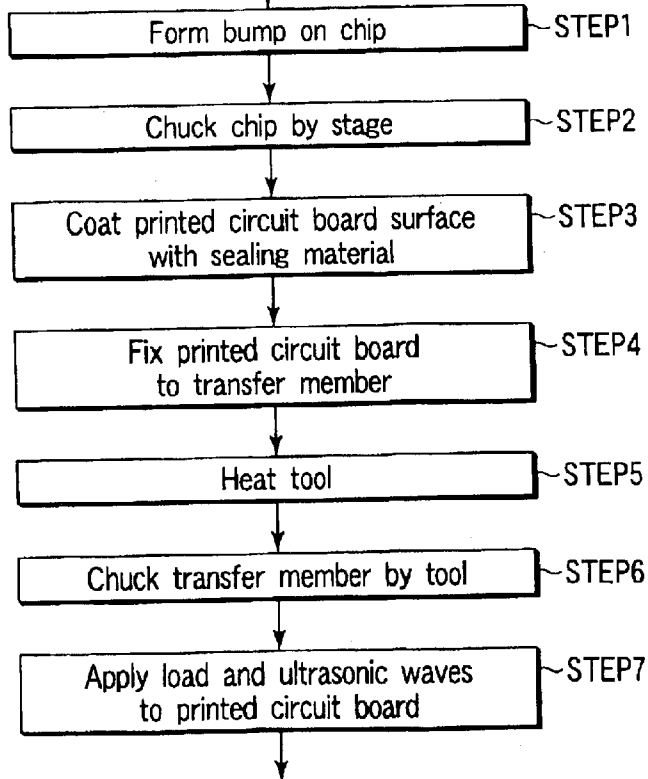 Form bump on chip
STEP1
Chuck chip by stage
STEP2
Coat printed circuit board surface
with sealing material
STEP3
Fix printed circuit board
to transfer member
STEP4
Heat tool
STEP5
Chuck transfer member by tool
STEP6
Apply load and ultrasonic waves
to printed circuit board
STEP7